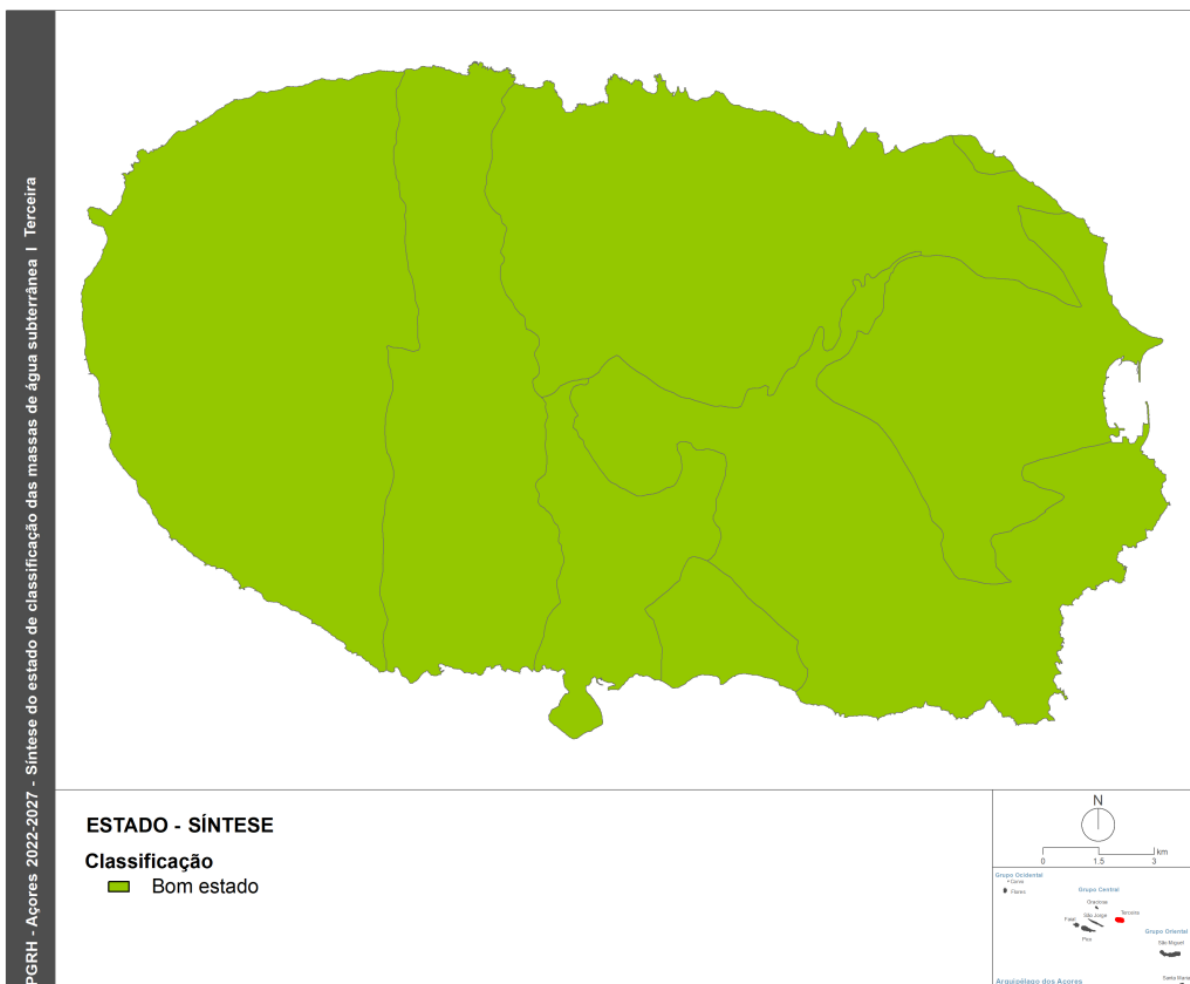 PGRH - Açores 2022-2027 - Síntese do estado de classificação das massas de água subterrânea I Terceira
ESTADO - SÍNTESE
Classificação
Bom estado
N
km
0 1.5 3
Grupo Ocidental
Corvo
Flores
Grupo Central
Graciosa
São Jorge
Terceira
Faial
Pico
Grupo Oriental
São Miguel
Santa Maria
Arquipélago dos Açores